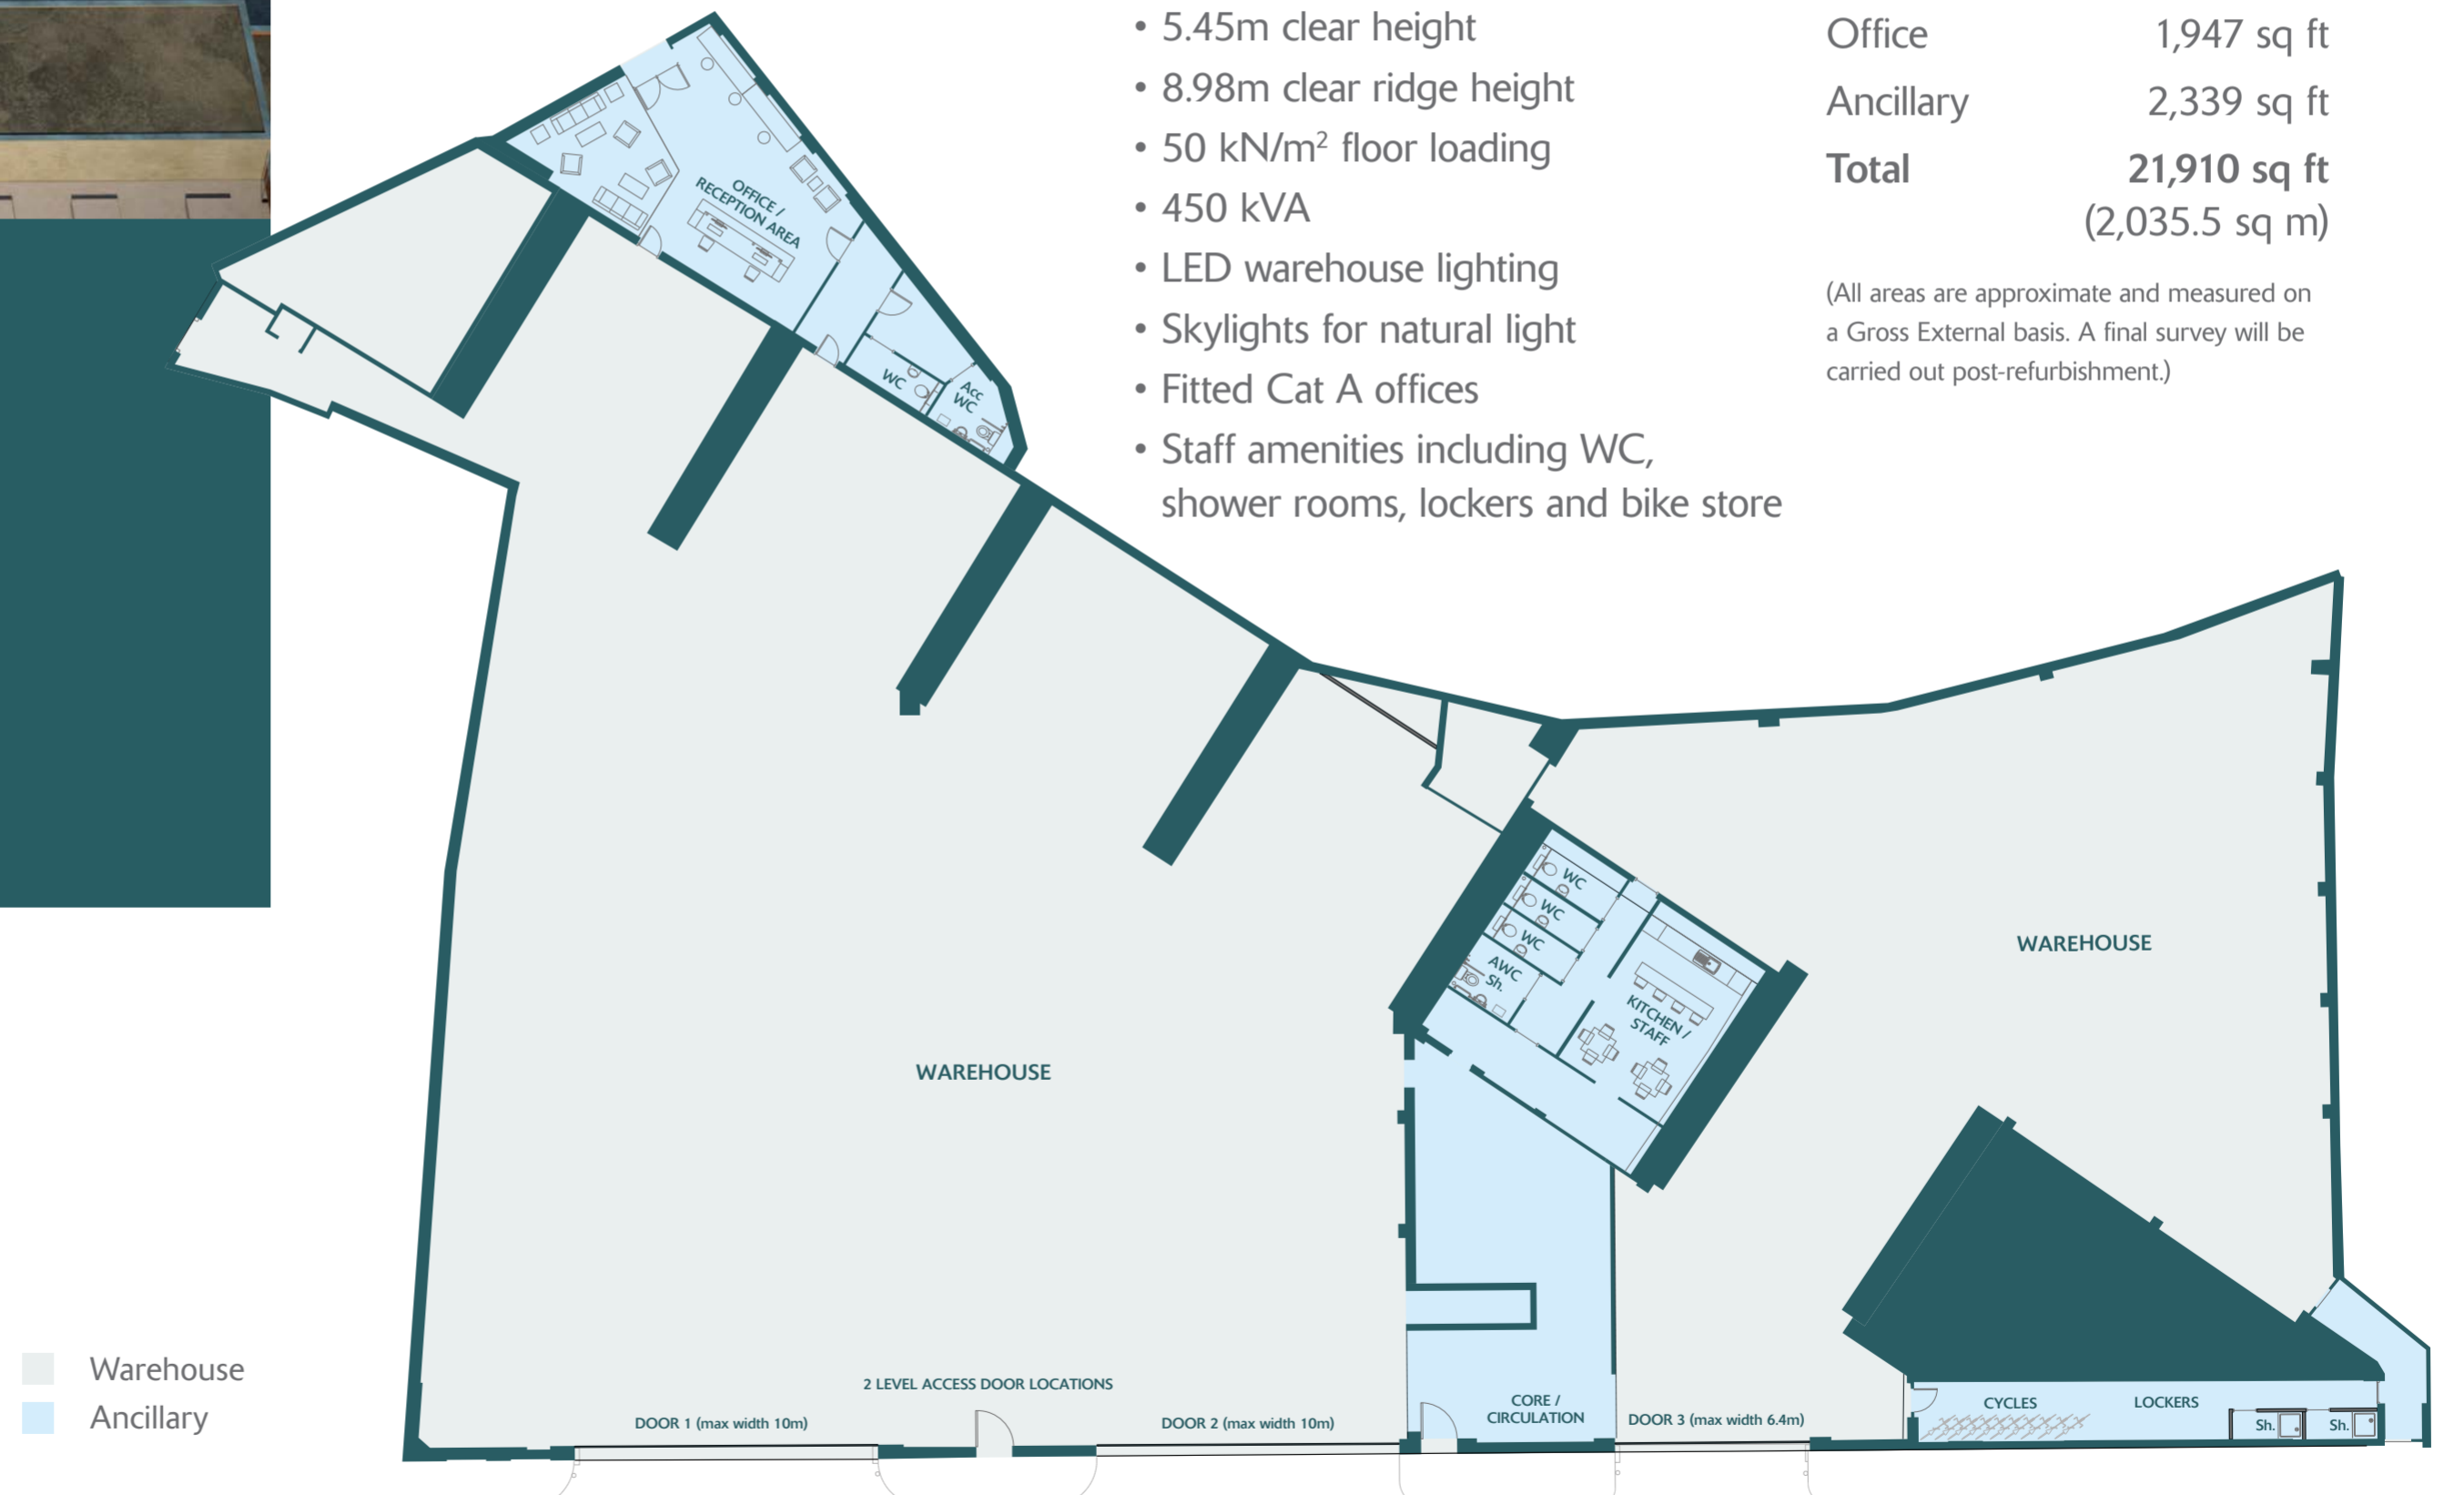 • 5.45m clear height
• 8.98m clear ridge height
• 50 kN/m² floor loading
• 450 kVA
• LED warehouse lighting
• Skylights for natural light
• Fitted Cat A offices
• Staff amenities including WC,
shower rooms, lockers and bike store
Office 1,947 sq ft
Ancillary 2,339 sq ft
Total 21,910 sq ft
(2,035.5 sq m)
(All areas are approximate and measured on
a Gross External basis. A final survey will be
carried out post-refurbishment.)
OFFICE /
RECEPTION AREA
WC
Acc
WC
WC
WC
WC
AWC
Sh.
KITCHEN /
STAFF
WAREHOUSE
WAREHOUSE
2 LEVEL ACCESS DOOR LOCATIONS
DOOR 1 (max width 10m)
DOOR 2 (max width 10m)
CORE /
CIRCULATION
DOOR 3 (max width 6.4m)
CYCLES
LOCKERS
Sh.
Sh.
Warehouse
Ancillary